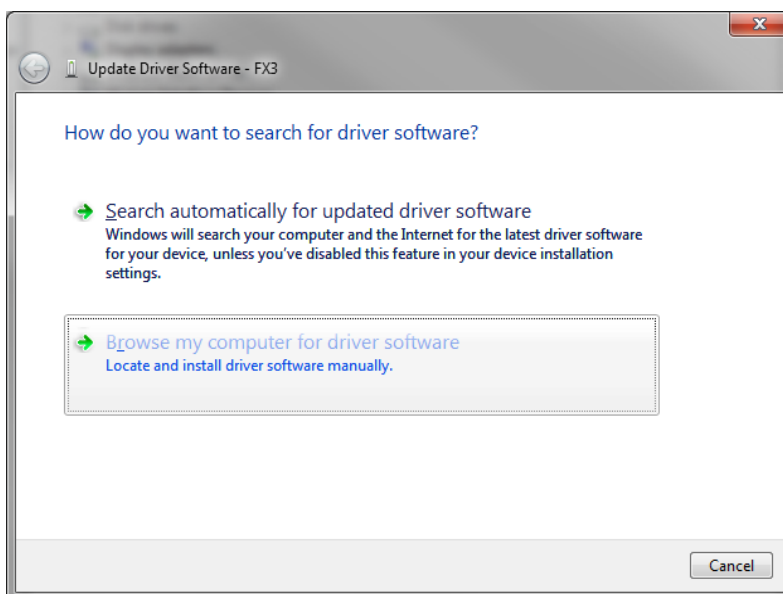 Update Driver Software - FX3
How do you want to search for driver software?
Search automatically for updated driver software
Windows will search your computer and the Internet for the latest driver software
for your device, unless you've disabled this feature in your device installation
settings.
Browse my computer for driver software
Locate and install driver software manually.
Cancel